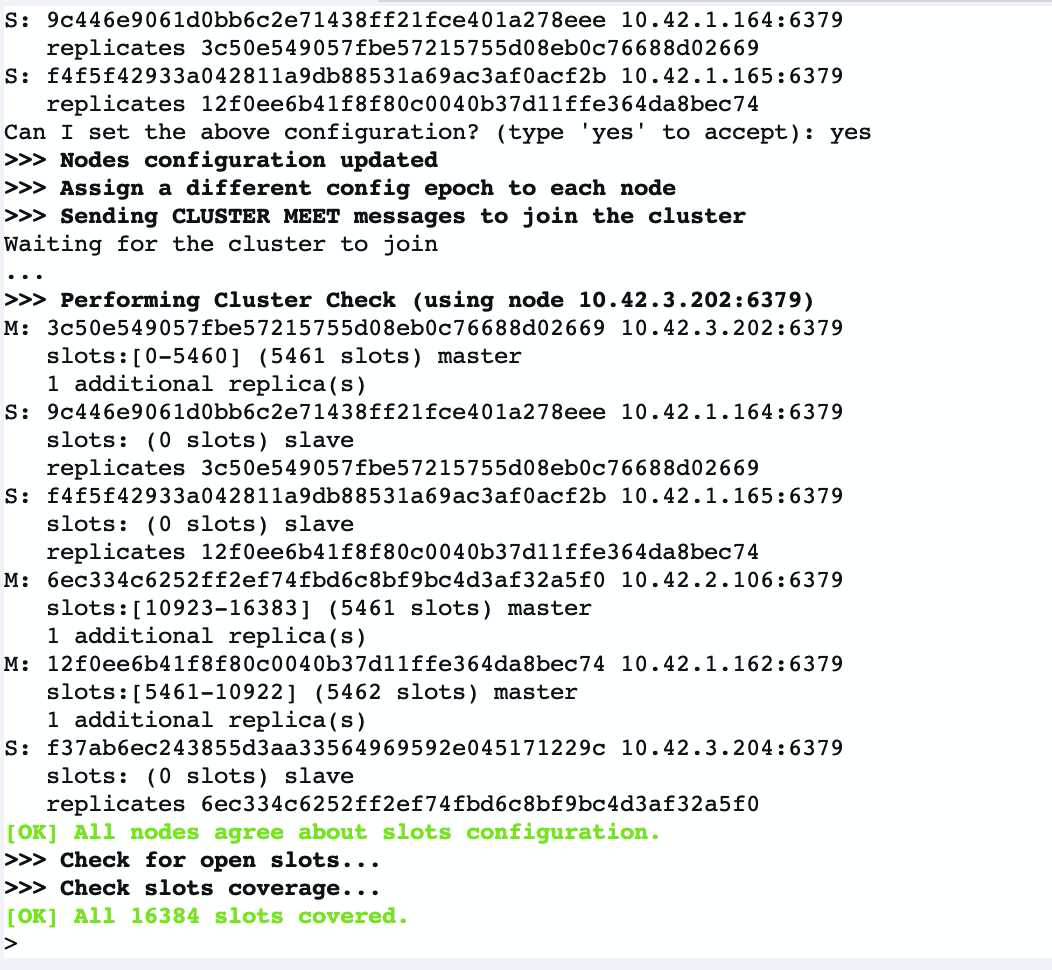 S: 9c446e9061d0bb6c2e71438ff21fce401a278eee 10.42.1.164:6379
   replicates 3c50e549057fbe57215755d08eb0c76688d02669
S: f4f5f42933a042811a9db88531a69ac3af0acf2b 10.42.1.165:6379
   replicates 12f0ee6b41f8f80c0040b37d11ffe364da8bec74
Can I set the above configuration? (type 'yes' to accept): yes
>>> Nodes configuration updated
>>> Assign a different config epoch to each node
>>> Sending CLUSTER MEET messages to join the cluster
Waiting for the cluster to join
...
>>> Performing Cluster Check (using node 10.42.3.202:6379)
M: 3c50e549057fbe57215755d08eb0c76688d02669 10.42.3.202:6379
   slots:[0-5460] (5461 slots) master
   1 additional replica(s)
S: 9c446e9061d0bb6c2e71438ff21fce401a278eee 10.42.1.164:6379
   slots: (0 slots) slave
   replicates 3c50e549057fbe57215755d08eb0c76688d02669
S: f4f5f42933a042811a9db88531a69ac3af0acf2b 10.42.1.165:6379
   slots: (0 slots) slave
   replicates 12f0ee6b41f8f80c0040b37d11ffe364da8bec74
M: 6ec334c6252ff2ef74fbd6c8bf9bc4d3af32a5f0 10.42.2.106:6379
   slots:[10923-16383] (5461 slots) master
   1 additional replica(s)
M: 12f0ee6b41f8f80c0040b37d11ffe364da8bec74 10.42.1.162:6379
   slots:[5461-10922] (5462 slots) master
   1 additional replica(s)
S: f37ab6ec243855d3aa33564969592e045171229c 10.42.3.204:6379
   slots: (0 slots) slave
   replicates 6ec334c6252ff2ef74fbd6c8bf9bc4d3af32a5f0
[OK] All nodes agree about slots configuration.
>>> Check for open slots...
>>> Check slots coverage...
[OK] All 16384 slots covered.
>